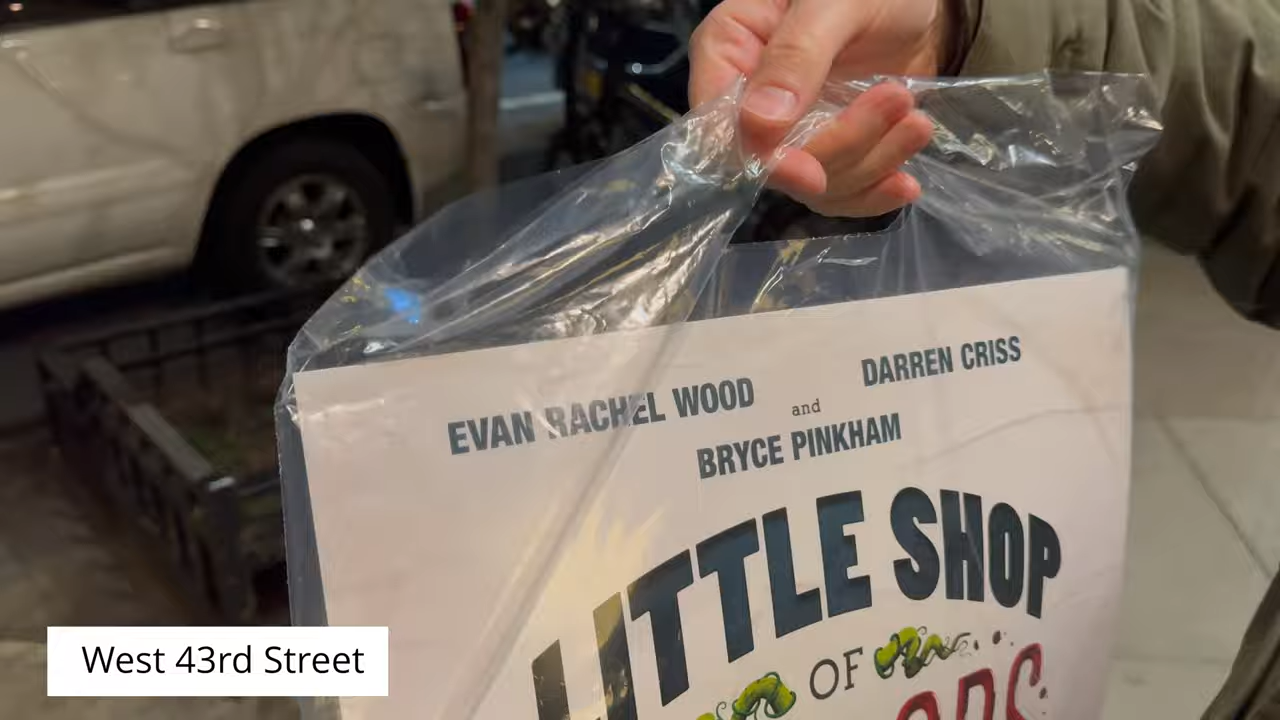 EVAN RACHEL WOOD
and
DARREN CRISS
BRYCE PINKHAM
LITTLE SHOP
OF
West 43rd Street